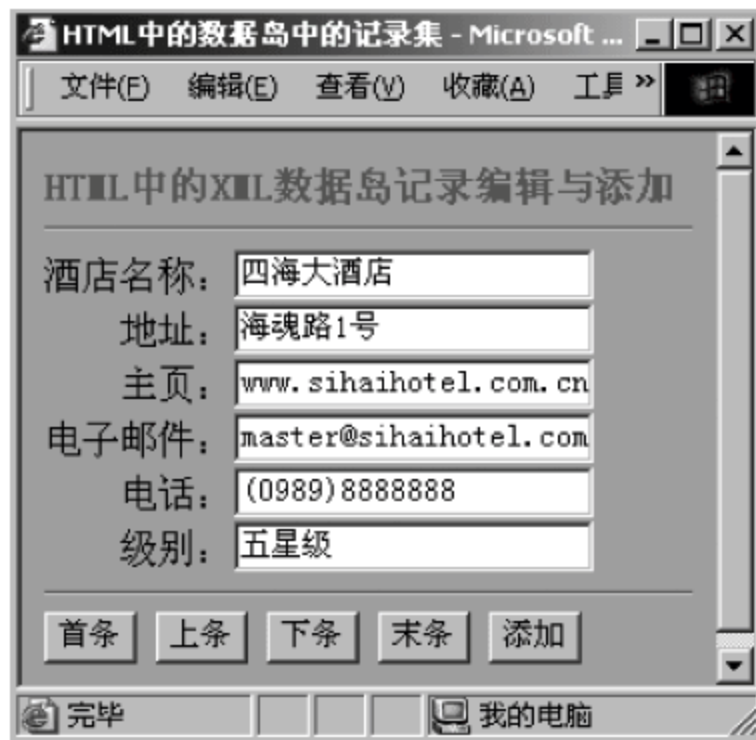 HTML中的数据岛中的记录集 - Microsoft ...
文件(F) 编辑(E) 查看(V) 收藏(A) 工具 »
HTML中的XML数据岛记录编辑与添加
酒店名称： 四海大酒店
地址： 海魂路1号
主页： www.sihaihotel.com.cn
电子邮件： master@sihaihotel.com
电话： (0989)8888888
级别： 五星级
首条 上条 下条 末条 添加
完毕 我的电脑